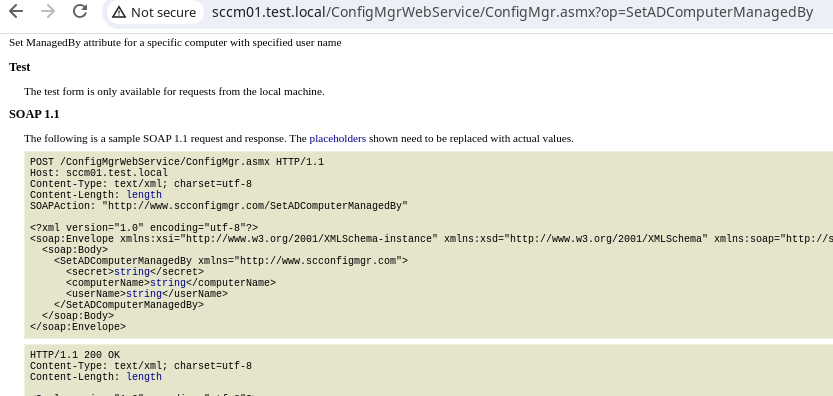 Not secure sccm01.test.local/ConfigMgrWebService/ConfigMgr.asmx?op=SetADComputerManagedBy
Set ManagedBy attribute for a specific computer with specified user name
Test
The test form is only available for requests from the local machine.
SOAP 1.1
The following is a sample SOAP 1.1 request and response. The placeholders shown need to be replaced with actual values.
POST /ConfigMgrWebService/ConfigMgr.asmx HTTP/1.1
Host: sccm01.test.local
Content-Type: text/xml; charset=utf-8
Content-Length: length
SOAPAction: "http://www.scconfigmgr.com/SetADComputerManagedBy"
<?xml version="1.0" encoding="utf-8"?>
<soap:Envelope xmlns:xsi="http://www.w3.org/2001/XMLSchema-instance" xmlns:xsd="http://www.w3.org/2001/XMLSchema" xmlns:soap="http://s
<soap:Body>
<SetADComputerManagedBy xmlns="http://www.scconfigmgr.com">
<secret>string</secret>
<computerName>string</computerName>
<userName>string</userName>
</SetADComputerManagedBy>
</soap:Body>
</soap:Envelope>
HTTP/1.1 200 OK
Content-Type: text/xml; charset=utf-8
Content-Length: length